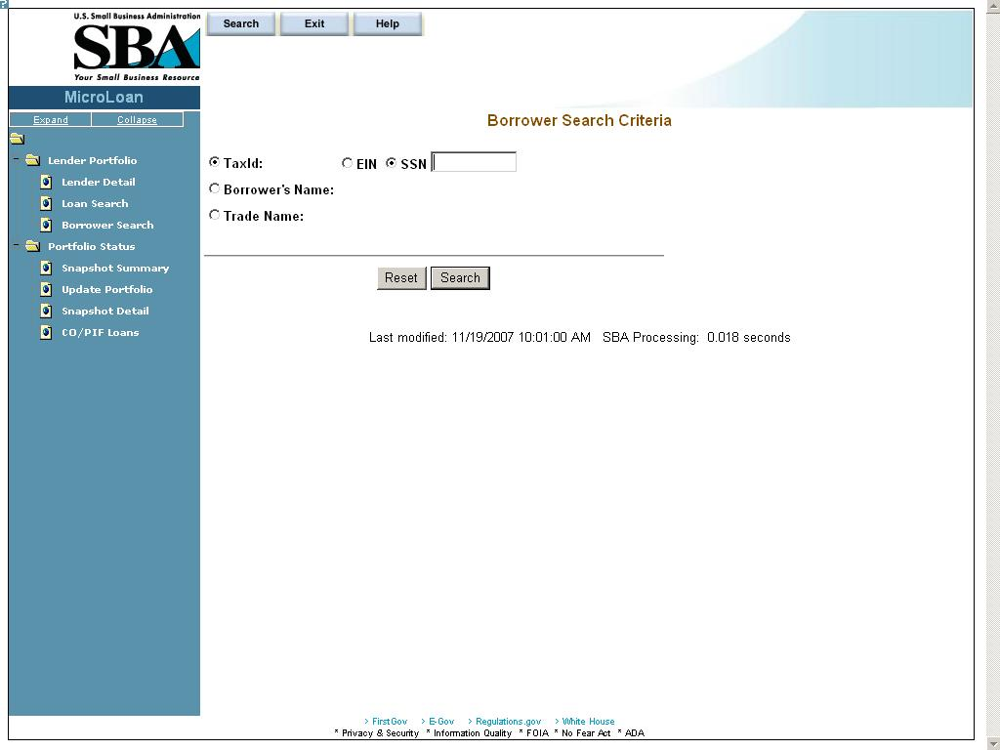 U.S. Small Business Administration
SBA
Your Small Business Resource
Search Exit Help
MicroLoan
Expand Collapse
Lender Portfolio
Lender Detail
Loan Search
Borrower Search
Portfolio Status
Snapshot Summary
Update Portfolio
Snapshot Detail
CO/PIF Loans
Borrower Search Criteria
TaxId: EIN SSN
Borrower's Name:
Trade Name:
Reset Search
Last modified: 11/19/2007 10:01:00 AM SBA Processing: 0.018 seconds
> FirstGov > E-Gov > Regulations.gov > White House
* Privacy & Security * Information Quality * FOIA * No Fear Act * ADA